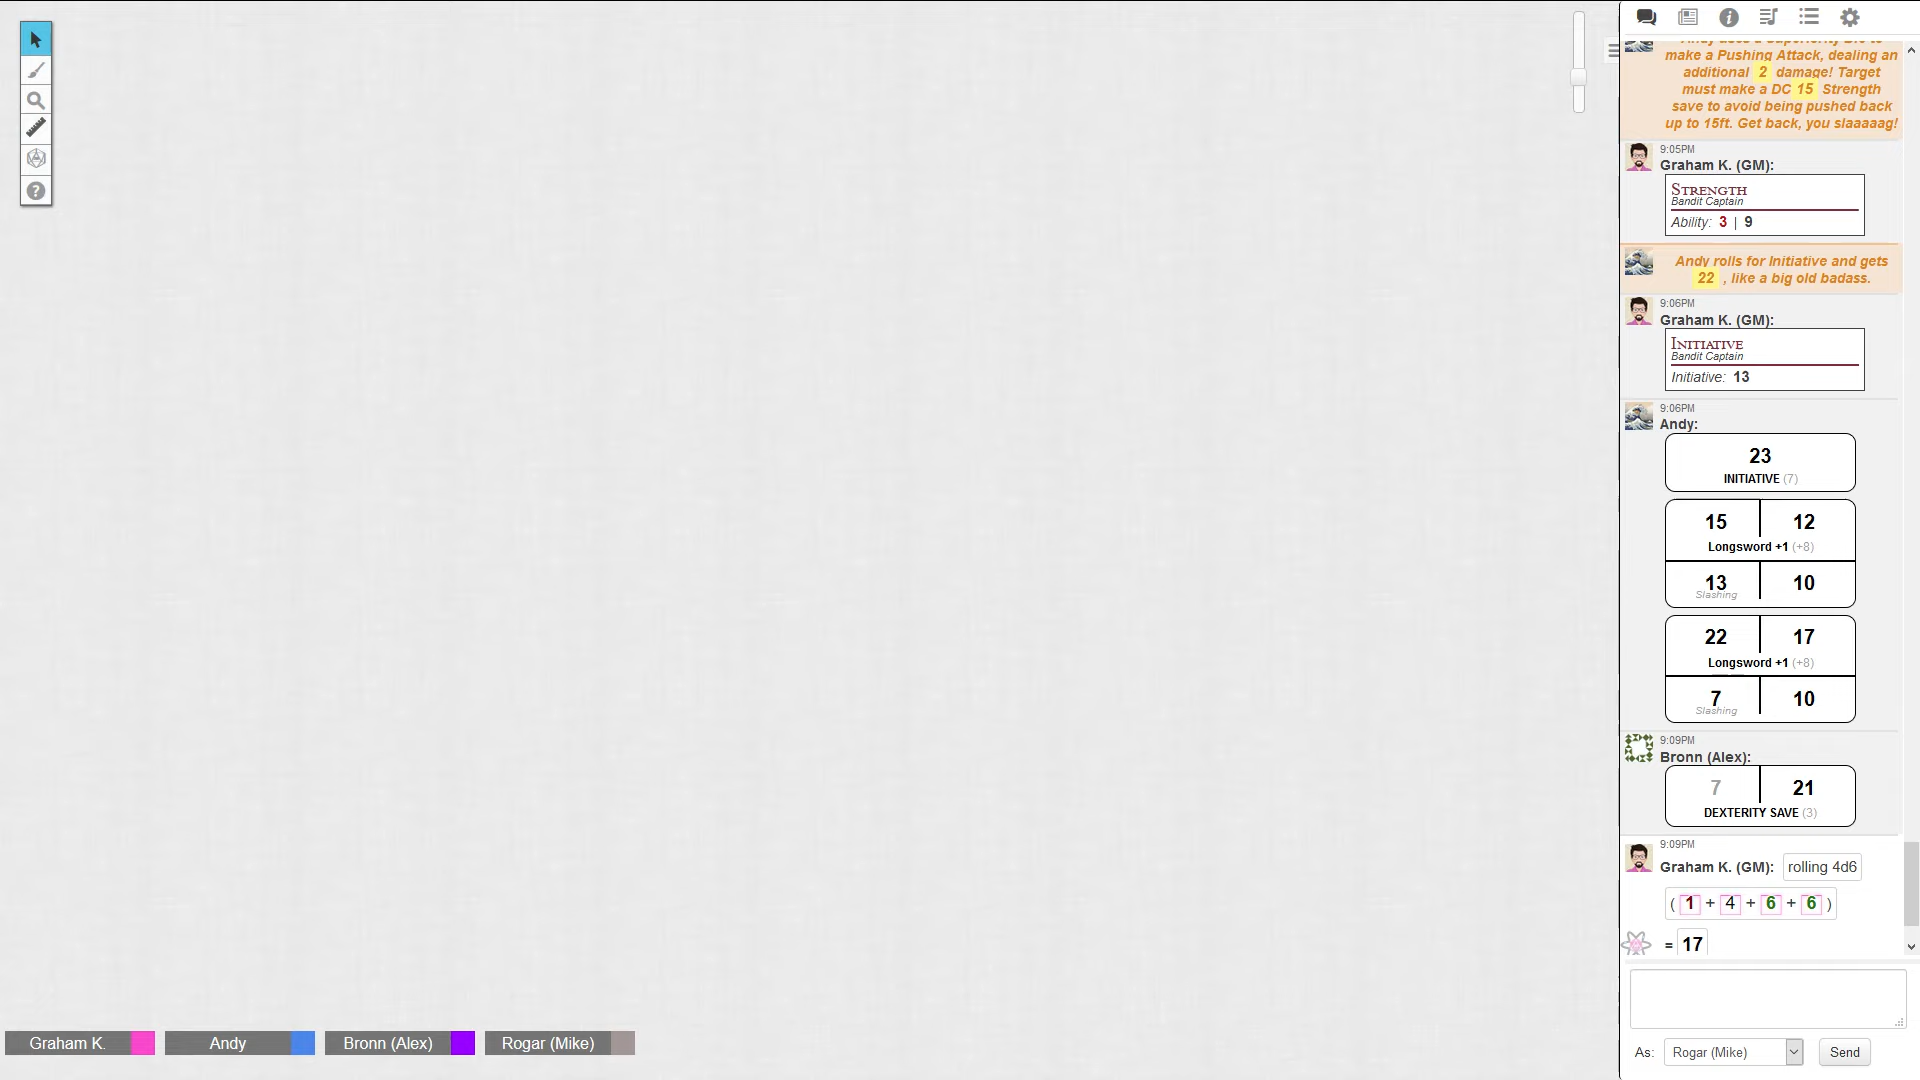 Andy uses a Superiority Die to
make a Pushing Attack, dealing an
additional 2 damage! Target
must make a DC 15 Strength
save to avoid being pushed back
up to 15ft. Get back, you slaaaaag!
9:05PM
Graham K. (GM):
Strength
Bandit Captain
Ability: 3 | 9
Andy rolls for Initiative and gets
22 , like a big old badass.
9:06PM
Graham K. (GM):
Initiative
Bandit Captain
Initiative: 13
9:06PM
Andy:
23
INITIATIVE (7)
15 12
Longsword +1 (+8)
13 10
Slashing
22 17
Longsword +1 (+8)
7 10
Slashing
9:09PM
Bronn (Alex):
7 21
DEXTERITY SAVE (3)
9:09PM
Graham K. (GM): rolling 4d6
( 1 + 4 + 6 + 6 )
= 17
As: Rogar (Mike) Send
Graham K. Andy Bronn (Alex) Rogar (Mike)